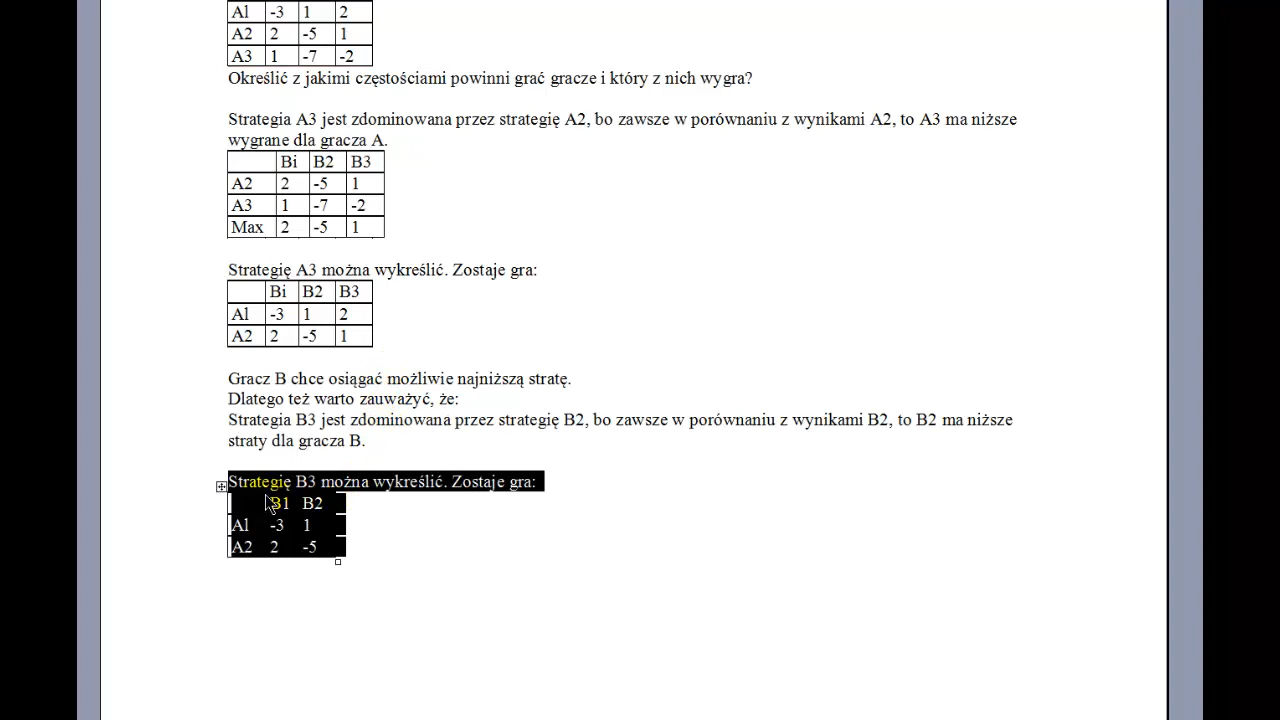 Al -3 1 2
A2 2 -5 1
A3 1 -7 -2
Określić z jakimi częstościami powinni grać gracze i który z nich wygra?
Strategia A3 jest zdominowana przez strategię A2, bo zawsze w porównaniu z wynikami A2, to A3 ma niższe
wygrane dla gracza A.
Bi B2 B3
A2 2 -5 1
A3 1 -7 -2
Max 2 -5 1
Strategię A3 można wykreślić. Zostaje gra:
Bi B2 B3
Al -3 1 2
A2 2 -5 1
Gracz B chce osiągać możliwie najniższą stratę.
Dlatego też warto zauważyć, że:
Strategia B3 jest zdominowana przez strategię B2, bo zawsze w porównaniu z wynikami B2, to B2 ma niższe
straty dla gracza B.
Strategię B3 można wykreślić. Zostaje gra:
B1 B2
Al -3 1
A2 2 -5